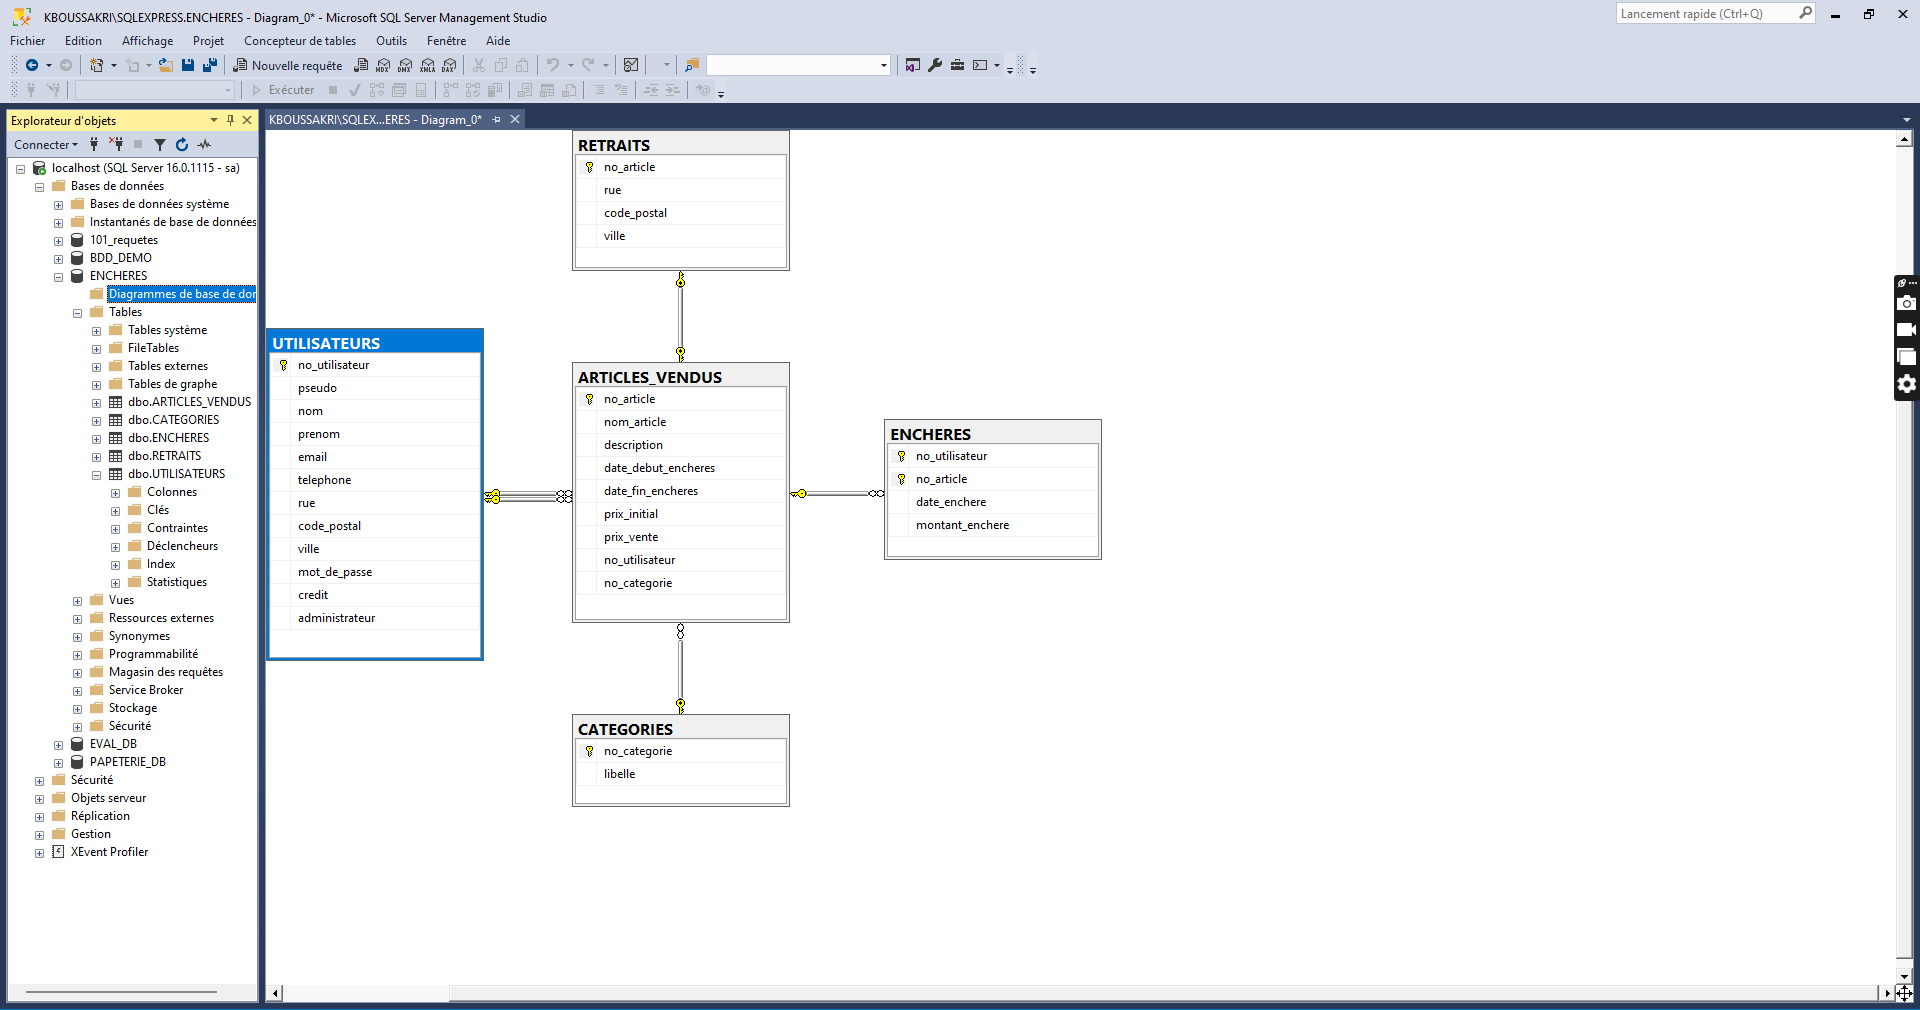 KBOUSSAKRI\SQLEXPRESS.ENCHERES - Diagram_0* - Microsoft SQL Server Management Studio
Lancement rapide (Ctrl+Q)
Fichier Edition Affichage Projet Concepteur de tables Outils Fenêtre Aide
Nouvelle requête
MDX DMX XMLA DAX
Exécuter
Explorateur d'objets
Connecter
localhost (SQL Server 16.0.1115 - sa)
Bases de données
Bases de données système
Instantanés de base de données
101_requetes
BDD_DEMO
ENCHERES
Diagrammes de base de dor
Tables
Tables système
FileTables
Tables externes
Tables de graphe
dbo.ARTICLES_VENDUS
dbo.CATEGORIES
dbo.ENCHERES
dbo.RETRAITS
dbo.UTILISATEURS
Colonnes
Clés
Contraintes
Déclencheurs
Index
Statistiques
Vues
Ressources externes
Synonymes
Programmabilité
Magasin des requêtes
Service Broker
Stockage
Sécurité
EVAL_DB
PAPETERIE_DB
Sécurité
Objets serveur
Réplication
Gestion
XEvent Profiler
KBOUSSAKRI\SQLEX...ERES - Diagram_0*
RETRAITS
no_article
rue
code_postal
ville
UTILISATEURS
no_utilisateur
pseudo
nom
prenom
email
telephone
rue
code_postal
ville
mot_de_passe
credit
administrateur
ARTICLES_VENDUS
no_article
nom_article
description
date_debut_encheres
date_fin_encheres
prix_initial
prix_vente
no_utilisateur
no_categorie
ENCHERES
no_utilisateur
no_article
date_enchere
montant_enchere
CATEGORIES
no_categorie
libelle